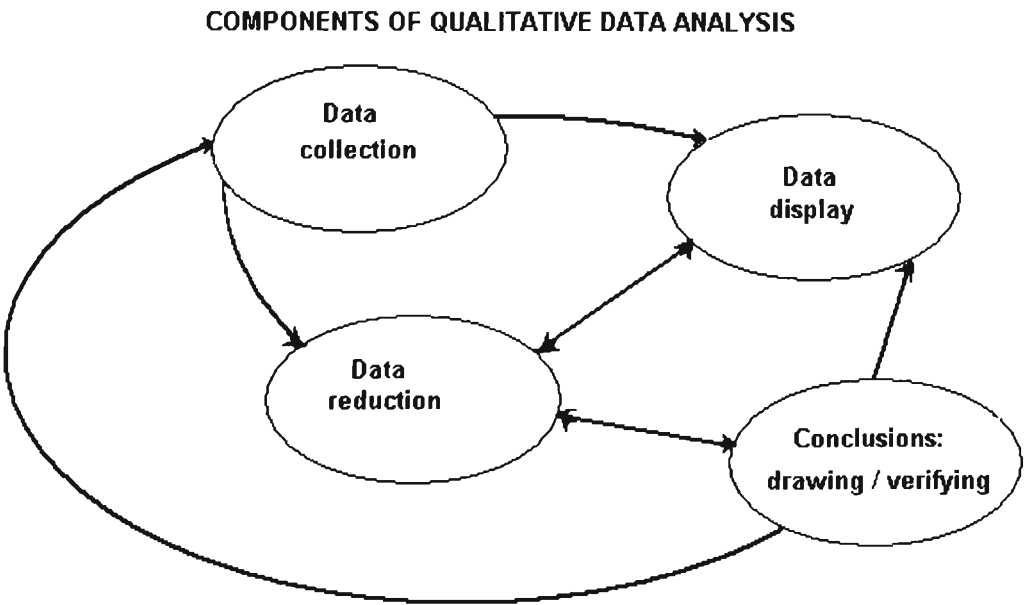 COMPONENTS OF QUALITATIVE DATA ANALYSIS
Data
collection
Data
display
Data
reduction
Conclusions:
drawing / verifying